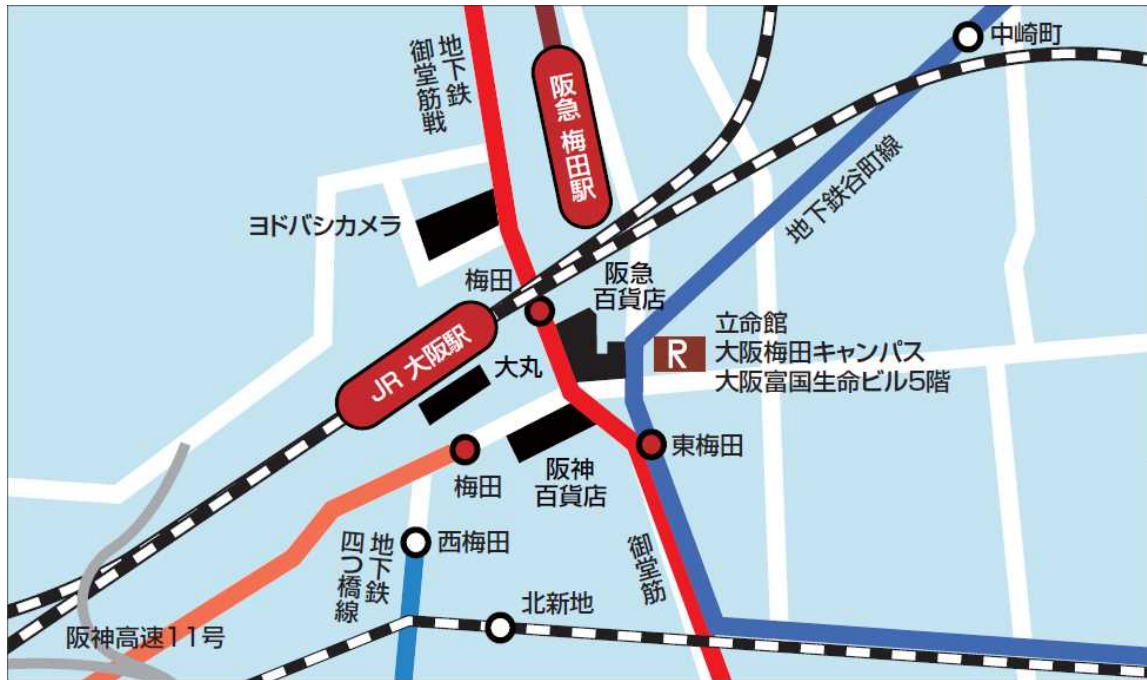 中崎町
地下鉄
御堂筋戦
阪急 梅田駅
地下鉄谷町線
ヨドバシカメラ
梅田
阪急
百貨店
R
立命館
大阪梅田キャンパス
大阪富国生命ビル5階
JR 大阪駅
大丸
東梅田
梅田
阪神
百貨店
地下鉄
四つ橋線
西梅田
御堂筋
北新地
阪神高速11号